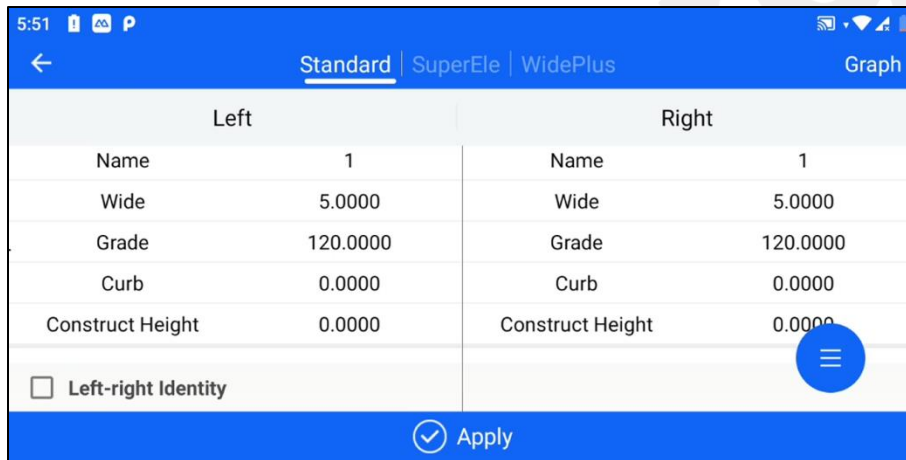 5:51
Standard | SuperEle | WidePlus Graph
Left Right
Name 1 Name 1
Wide 5.0000 Wide 5.0000
Grade 120.0000 Grade 120.0000
Curb 0.0000 Curb 0.0000
Construct Height 0.0000 Construct Height 0.0000
Left-right Identity
Apply